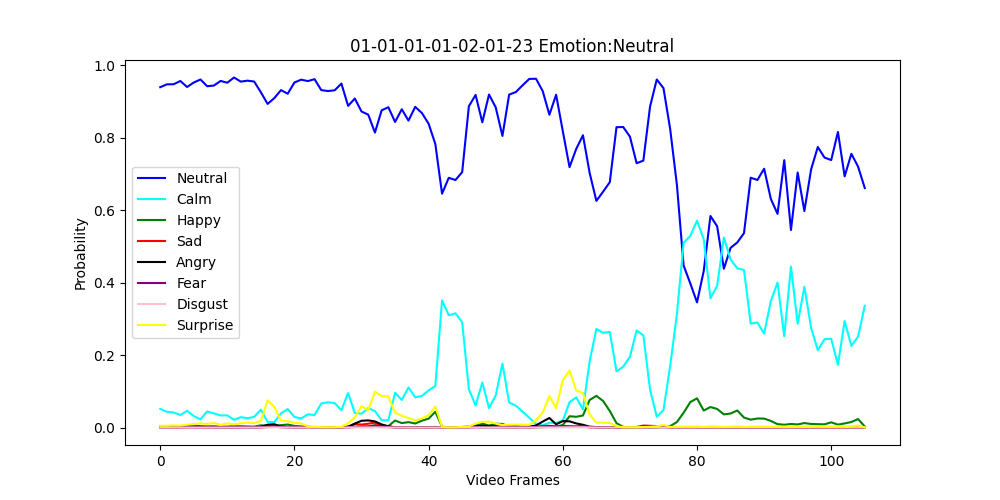 01-01-01-01-02-01-23 Emotion:Neutral
1.0
0.8
0.6
0.4
0.2
0.0
Probability
Neutral
Calm
Happy
Sad
Angry
Fear
Disgust
Surprise
0 20 40 60 80 100
Video Frames